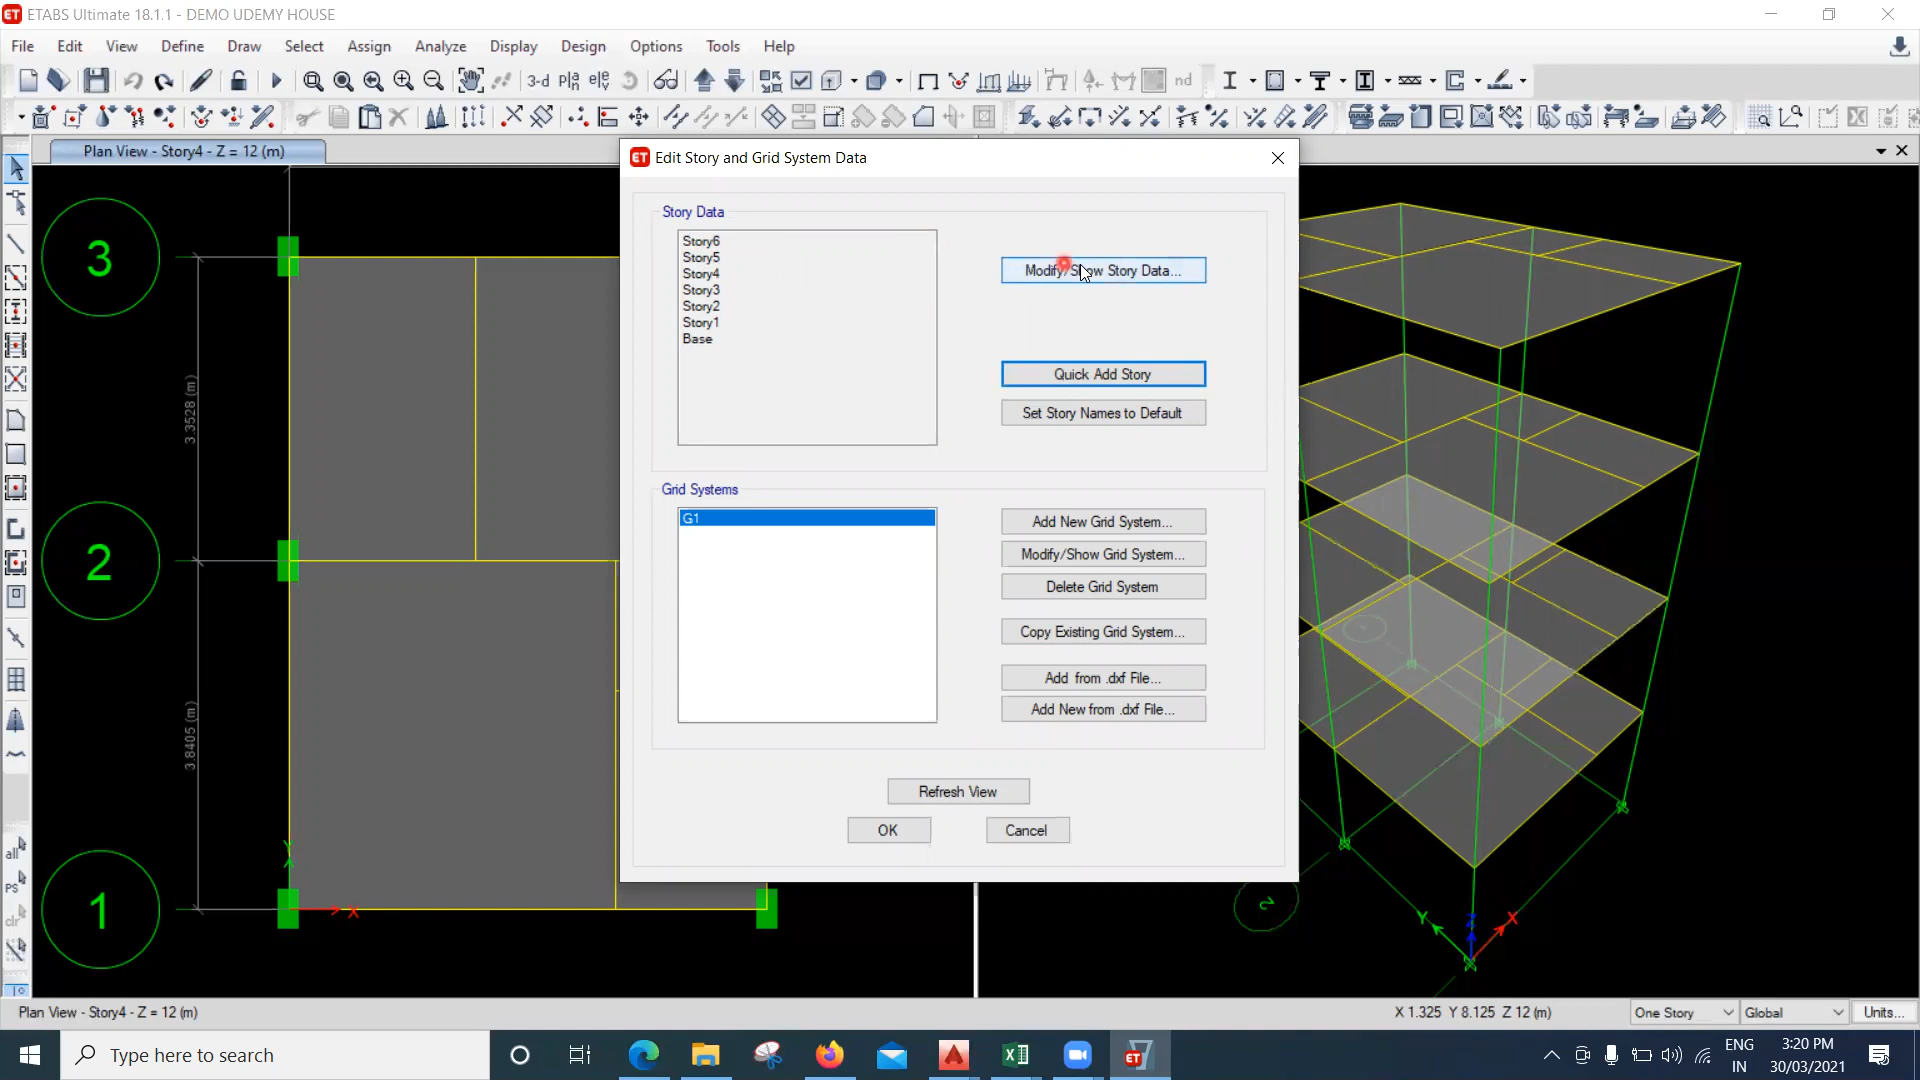 ETABS Ultimate 18.1.1 - DEMO UDEMY HOUSE
File Edit View Define Draw Select Assign Analyze Display Design Options Tools Help
3-d
nd
Plan View - Story4 - Z = 12 (m)
Edit Story and Grid System Data
Story Data
Story6
Story5
Story4
Story3
Story2
Story1
Base
Modify/Show Story Data...
Quick Add Story
Set Story Names to Default
Grid Systems
G1
Add New Grid System...
Modify/Show Grid System...
Delete Grid System
Copy Existing Grid System...
Add from .dxf File...
Add New from .dxf File...
Refresh View
OK Cancel
3
2
1
3.3528 (m)
3.8405 (m)
Y
X
2
Y Z X
all
PS
clr
Plan View - Story4 - Z = 12 (m)
X 1.325 Y 8.125 Z 12 (m)
One Story
Global
Units...
Type here to search
ENG
IN
3:20 PM
30/03/2021